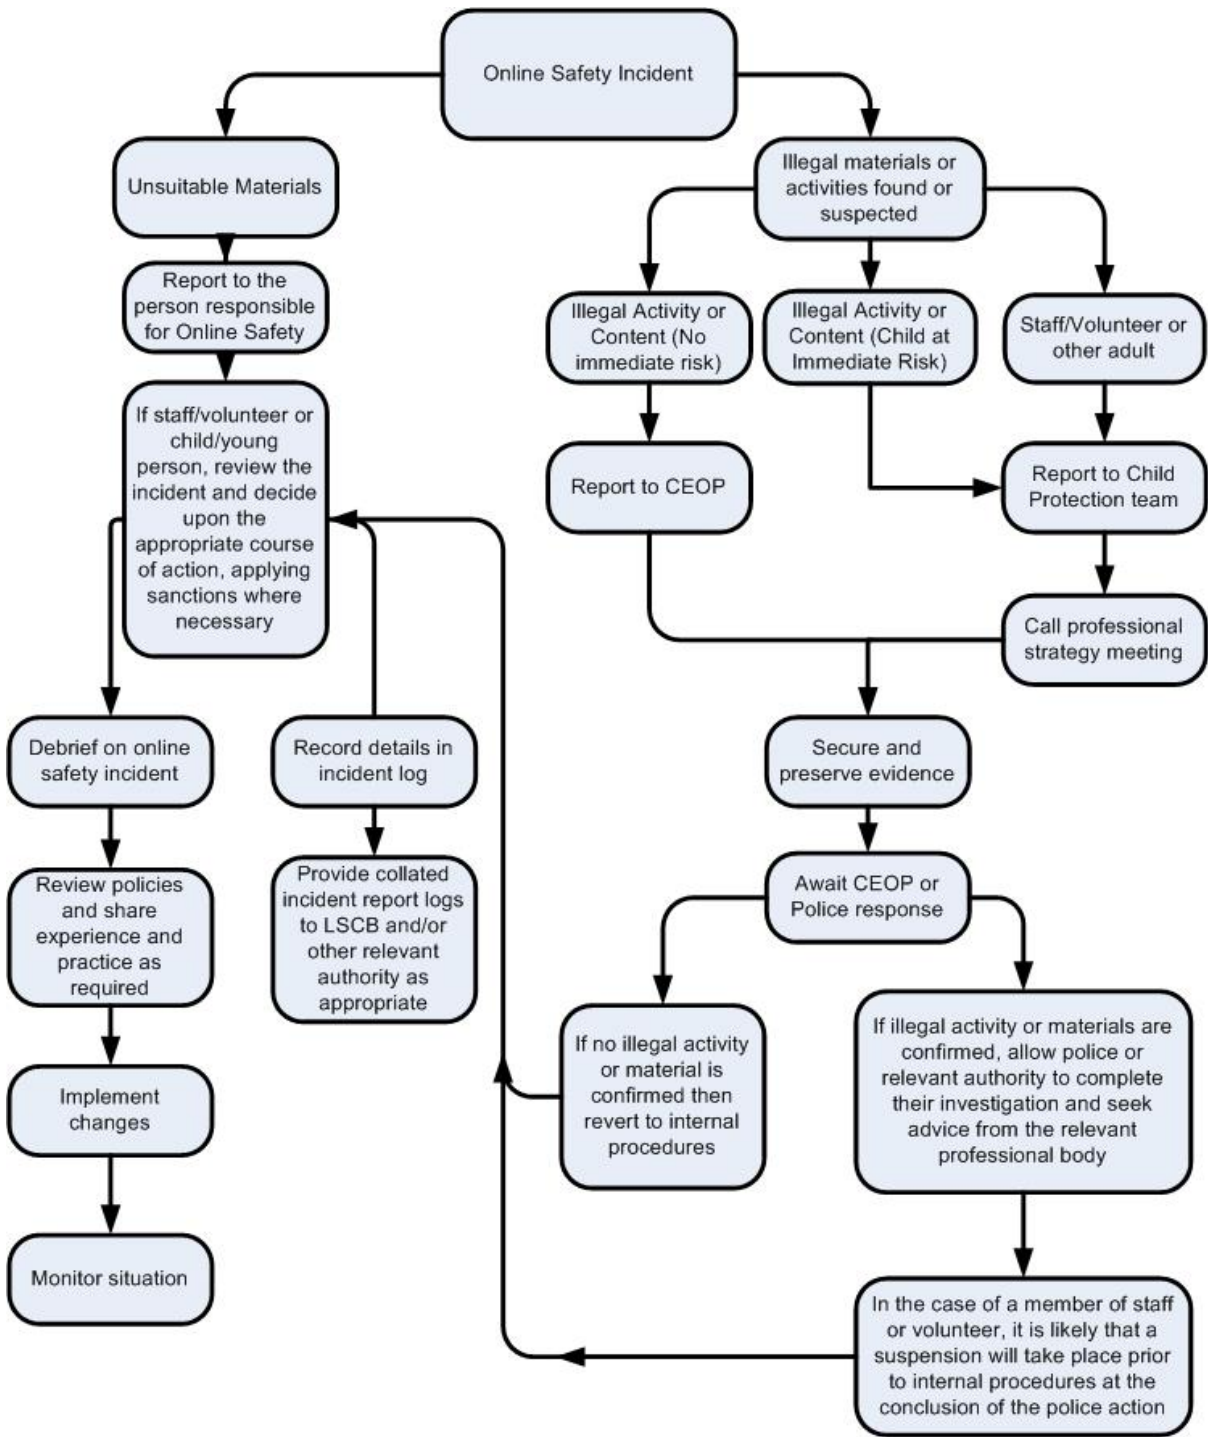 Online Safety Incident
Unsuitable Materials
Illegal materials or
activities found or
suspected
Report to the
person responsible
for Online Safety
Illegal Activity or
Content (No
immediate risk)
Illegal Activity or
Content (Child at
Immediate Risk)
Staff/Volunteer or
other adult
If staff/volunteer or
child/young
person, review the
incident and decide
upon the
appropriate course
of action, applying
sanctions where
necessary
Report to CEOP
Report to Child
Protection team
Call professional
strategy meeting
Debrief on online
safety incident
Record details in
incident log
Secure and
preserve evidence
Review policies
and share
experience and
practice as
required
Provide collated
incident report logs
to LSCB and/or
other relevant
authority as
appropriate
Await CEOP or
Police response
If no illegal activity
or material is
confirmed then
revert to internal
procedures
If illegal activity or materials are
confirmed, allow police or
relevant authority to complete
their investigation and seek
advice from the relevant
professional body
Implement
changes
Monitor situation
In the case of a member of staff
or volunteer, it is likely that a
suspension will take place prior
to internal procedures at the
conclusion of the police action